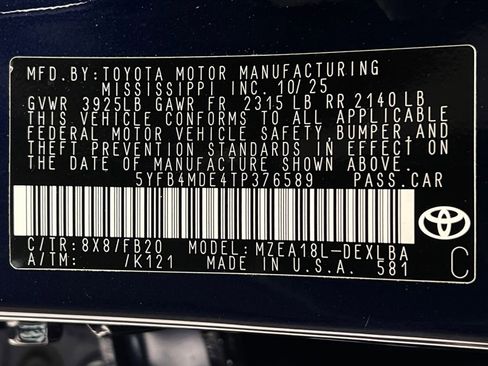 MFD. BY: TOYOTA MOTOR MANUFACTURING
MISSISSIPPI INC. 10/25
GVWR 3925LB GAWR FR 2315 LB RR 2140 LB
THIS VEHICLE CONFORMS TO ALL APPLICABLE
FEDERAL MOTOR VEHICLE SAFETY, BUMPER, AND
THEFT PREVENTION STANDARDS IN EFFECT ON
THE DATE OF MANUFACTURE SHOWN ABOVE.
5YFB4MDE4TP376589 PASS.CAR
C/TR: 8X8/FB20 MODEL: MZEA18L-DEXLBA
A/TM: /K121 MADE IN U.S.A. 581
C